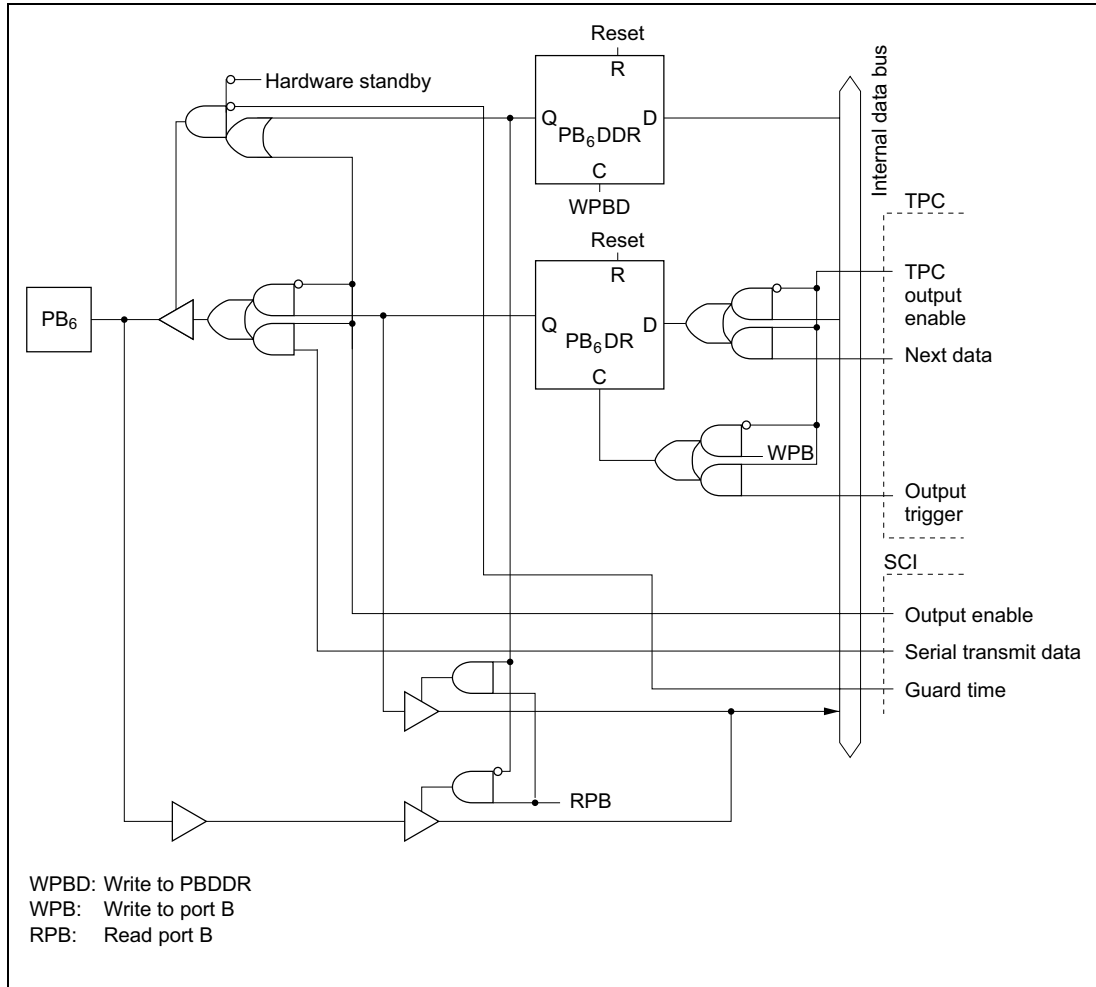 Reset
R
Hardware standby
Q
D
PB6DDR
C
WPBD
Internal data bus
TPC
Reset
R
TPC
output
enable
PB6
Q
D
PB6DR
C
Next data
WPB
Output
trigger
SCI
Output enable
Serial transmit data
Guard time
RPB
WPBD: Write to PBDDR
WPB: Write to port B
RPB: Read port B